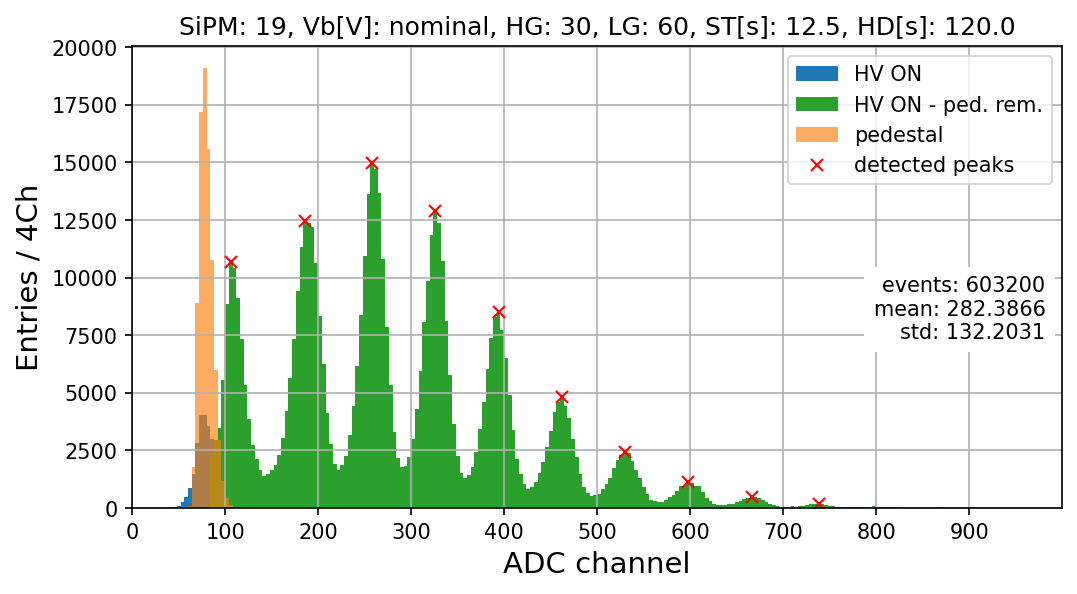 SiPM: 19, Vb[V]: nominal, HG: 30, LG: 60, ST[s]: 12.5, HD[s]: 120.0
20000
17500
15000
12500
10000
7500
5000
2500
0
Entries / 4Ch
HV ON
HV ON - ped. rem.
pedestal
detected peaks
events: 603200
mean: 282.3866
std: 132.2031
0 100 200 300 400 500 600 700 800 900
ADC channel